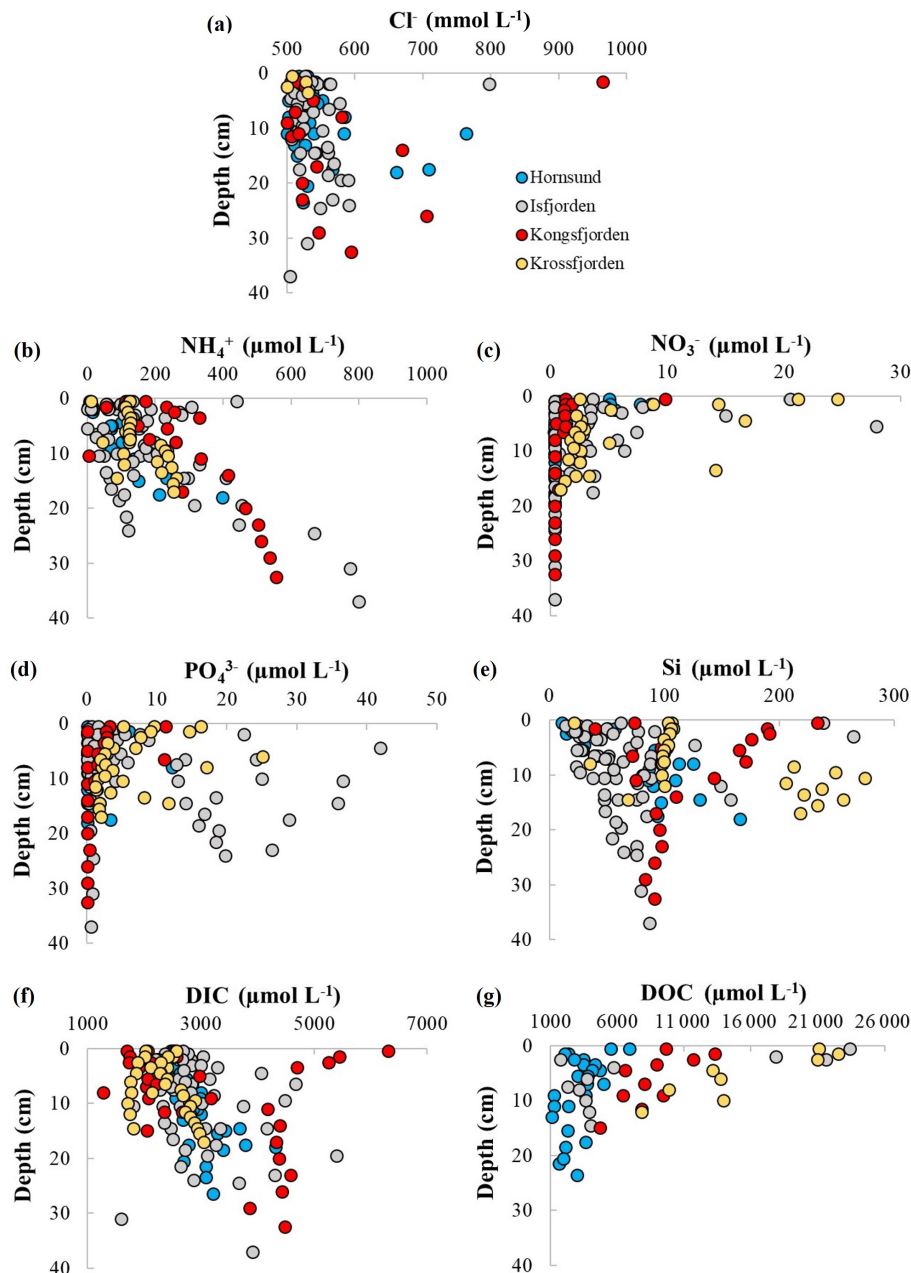 (a)
Cl⁻ (mmol L⁻¹)
500 600 700 800 900 1000
Depth (cm)
0
10
20
30
40
Hornsund
Isfjorden
Kongsfjorden
Krossfjorden
(b)
NH₄⁺ (µmol L⁻¹)
0 200 400 600 800 1000
Depth (cm)
0
10
20
30
40
(c)
NO₃⁻ (µmol L⁻¹)
0 10 20 30
Depth (cm)
0
10
20
30
40
(d)
PO₄³⁻ (µmol L⁻¹)
0 10 20 30 40 50
Depth (cm)
0
10
20
30
40
(e)
Si (µmol L⁻¹)
0 100 200 300
Depth (cm)
0
10
20
30
40
(f)
DIC (µmol L⁻¹)
1000 3000 5000 7000
Depth (cm)
0
10
20
30
40
(g)
DOC (µmol L⁻¹)
1000 6000 11 000 16 000 21 000 26 000
Depth (cm)
0
10
20
30
40